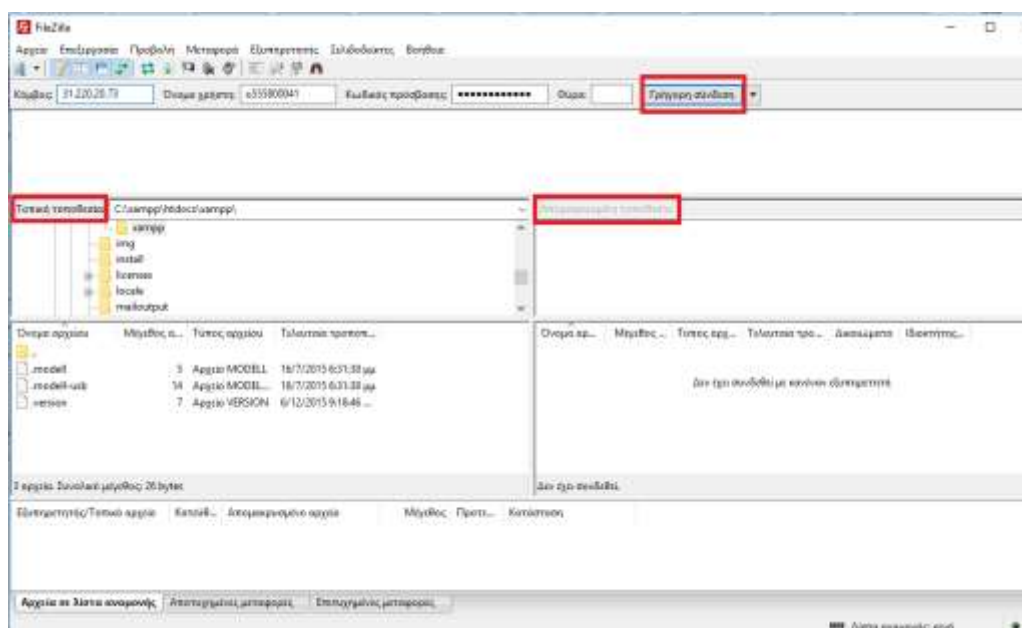 FileZilla
Αρχείο Επεξεργασία Προβολή Μεταφορά Εξυπηρετητής Σελιδοδείκτες Βοήθεια
Κόμβος: 31.220.20.73 Όνομα χρήστη: u555800041 Κωδικός πρόσβασης: •••••••••••• Θύρα: Γρήγορη σύνδεση
Τοπική τοποθεσία: C:\xampp\htdocs\xampp\ Απομακρυσμένη τοποθεσία:
xampp
img
install
licenses
locale
mailoutput
Όνομα αρχείου Μέγεθος α... Τύπος αρχείου Τελευταία τροποπ... Όνομα αρ... Μέγεθος ... Τύπος αρχ... Τελευταία τρο... Δικαιώματα Ιδιοκτήτης...
..
.modell 5 Αρχείο MODELL 16/7/2015 6:31:38 μμ
.modell-usb 14 Αρχείο MODELL... 18/7/2015 6:31:38 μμ
.version 7 Αρχείο VERSION 6/12/2015 9:18:46 ...
Δεν έχει συνδεθεί με κανέναν εξυπηρετητή
3 αρχεία. Συνολικό μέγεθος: 26 bytes Δεν έχει συνδεθεί.
Εξυπηρετητής/Τοπικό αρχείο Κατεύθ... Απομακρυσμένο αρχείο Μέγεθος Προτε... Κατάσταση
Αρχεία σε λίστα αναμονής Αποτυχημένες μεταφορές Επιτυχημένες μεταφορές
Λίστα αναμονής: κενή